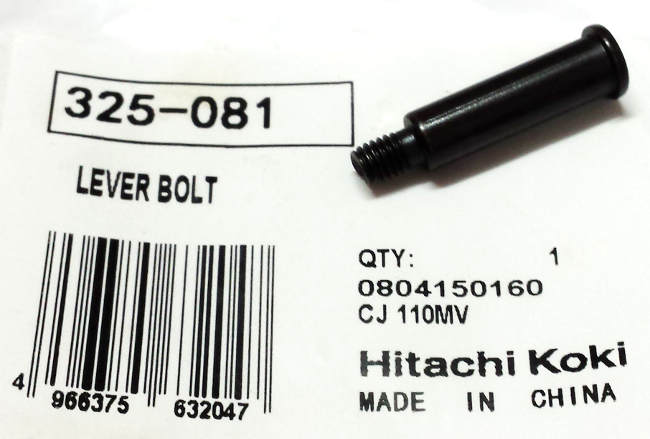 325-081
LEVER BOLT
4 966375 632047
QTY: 1
0804150160
CJ 110MV
Hitachi Koki
MADE IN CHINA